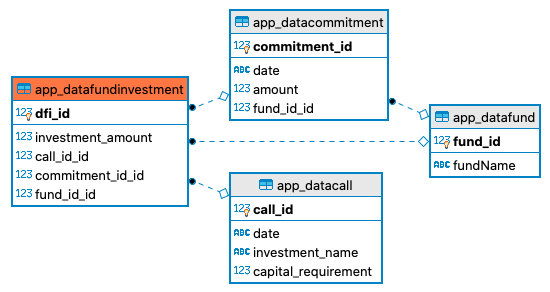 app_datacommitment
123 commitment_id
ABC date
123 amount
123 fund_id_id
app_datafundinvestment
123 dfi_id
123 investment_amount
123 call_id_id
123 commitment_id_id
123 fund_id_id
app_datafund
123 fund_id
ABC fundName
app_datacall
123 call_id
ABC date
ABC investment_name
123 capital_requirement